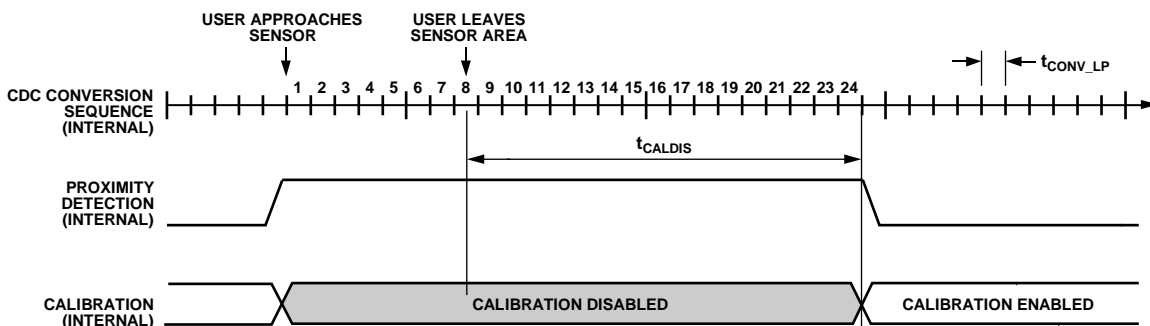 USER APPROACHES
SENSOR
USER LEAVES
SENSOR AREA
tCONV_LP
CDC CONVERSION
SEQUENCE
(INTERNAL)
1 2 3 4 5 6 7 8 9 10 11 12 13 14 15 16 17 18 19 20 21 22 23 24
tCALDIS
PROXIMITY
DETECTION
(INTERNAL)
CALIBRATION
(INTERNAL)
CALIBRATION DISABLED
CALIBRATION ENABLED